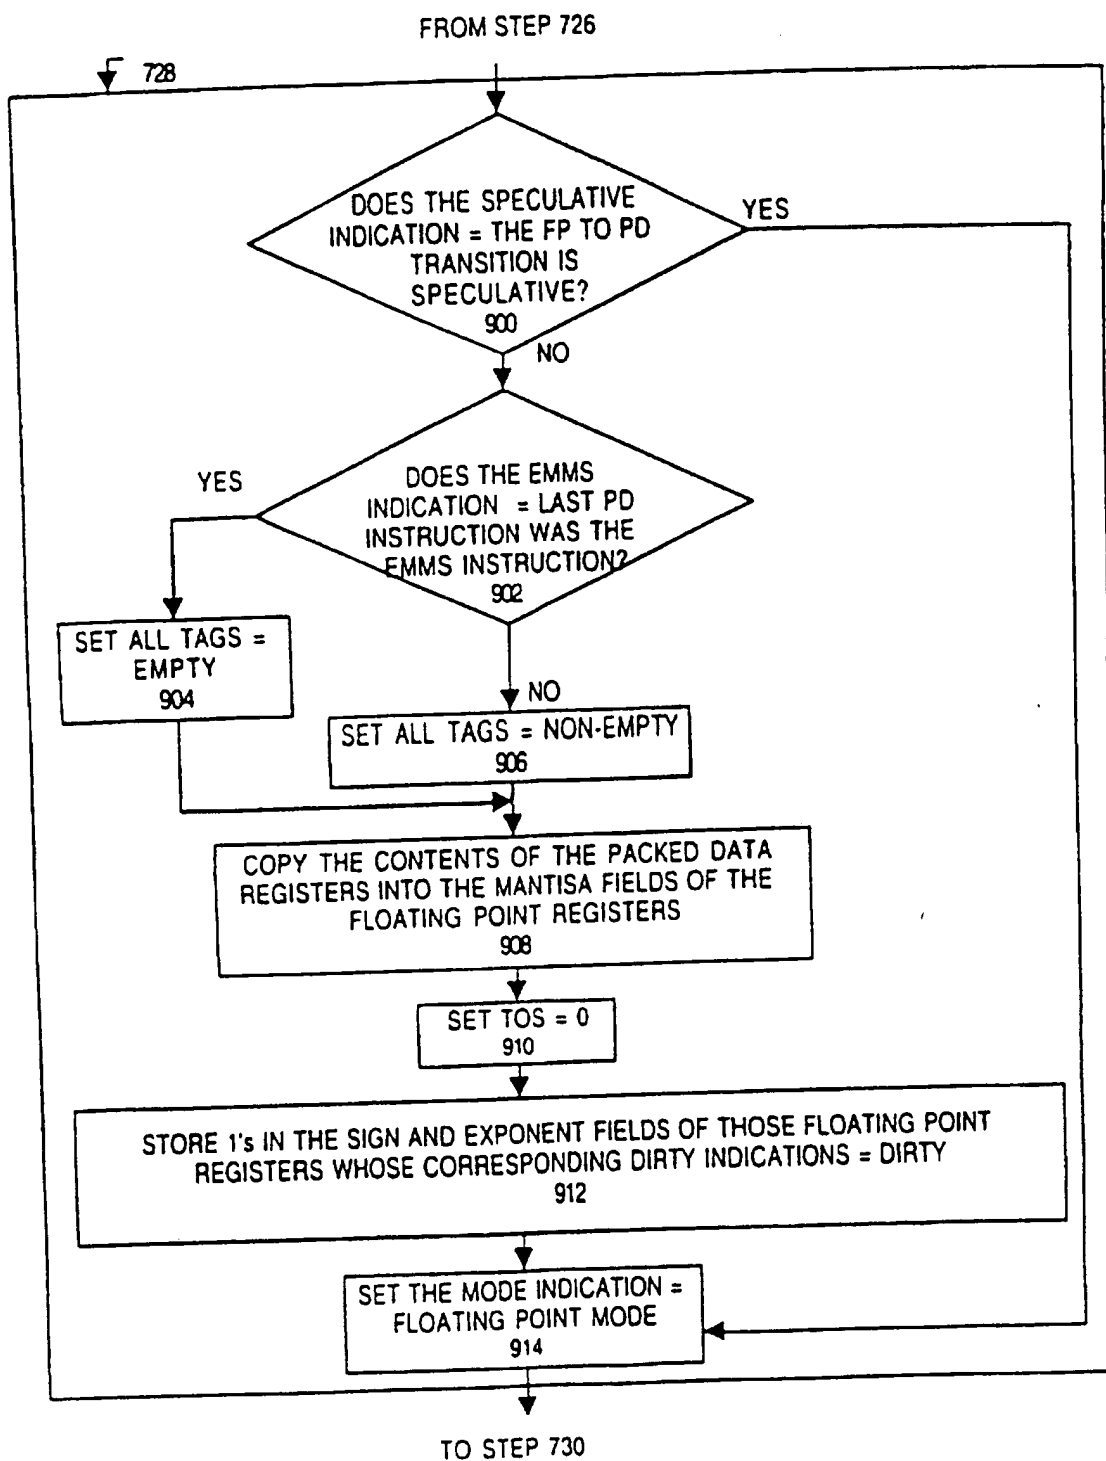 FROM STEP 726
728
DOES THE SPECULATIVE
INDICATION = THE FP TO PD
TRANSITION IS
SPECULATIVE?
900
YES
NO
DOES THE EMMS
INDICATION = LAST PD
INSTRUCTION WAS THE
EMMS INSTRUCTION?
902
YES
SET ALL TAGS =
EMPTY
904
NO
SET ALL TAGS = NON-EMPTY
906
COPY THE CONTENTS OF THE PACKED DATA
REGISTERS INTO THE MANTISA FIELDS OF THE
FLOATING POINT REGISTERS
908
SET TOS = 0
910
STORE 1's IN THE SIGN AND EXPONENT FIELDS OF THOSE FLOATING POINT
REGISTERS WHOSE CORRESPONDING DIRTY INDICATIONS = DIRTY
912
SET THE MODE INDICATION =
FLOATING POINT MODE
914
TO STEP 730